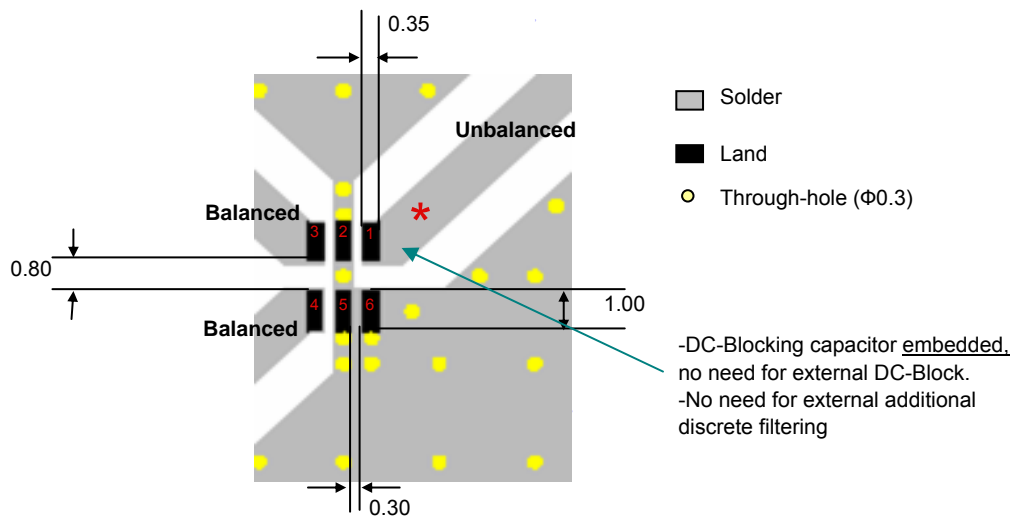 0.35
Unbalanced
Solder
Land
Through-hole (Φ0.3)
Balanced
*
3 2 1
0.80
4 5 6
Balanced
1.00
-DC-Blocking capacitor embedded,
no need for external DC-Block.
-No need for external additional
discrete filtering
0.30